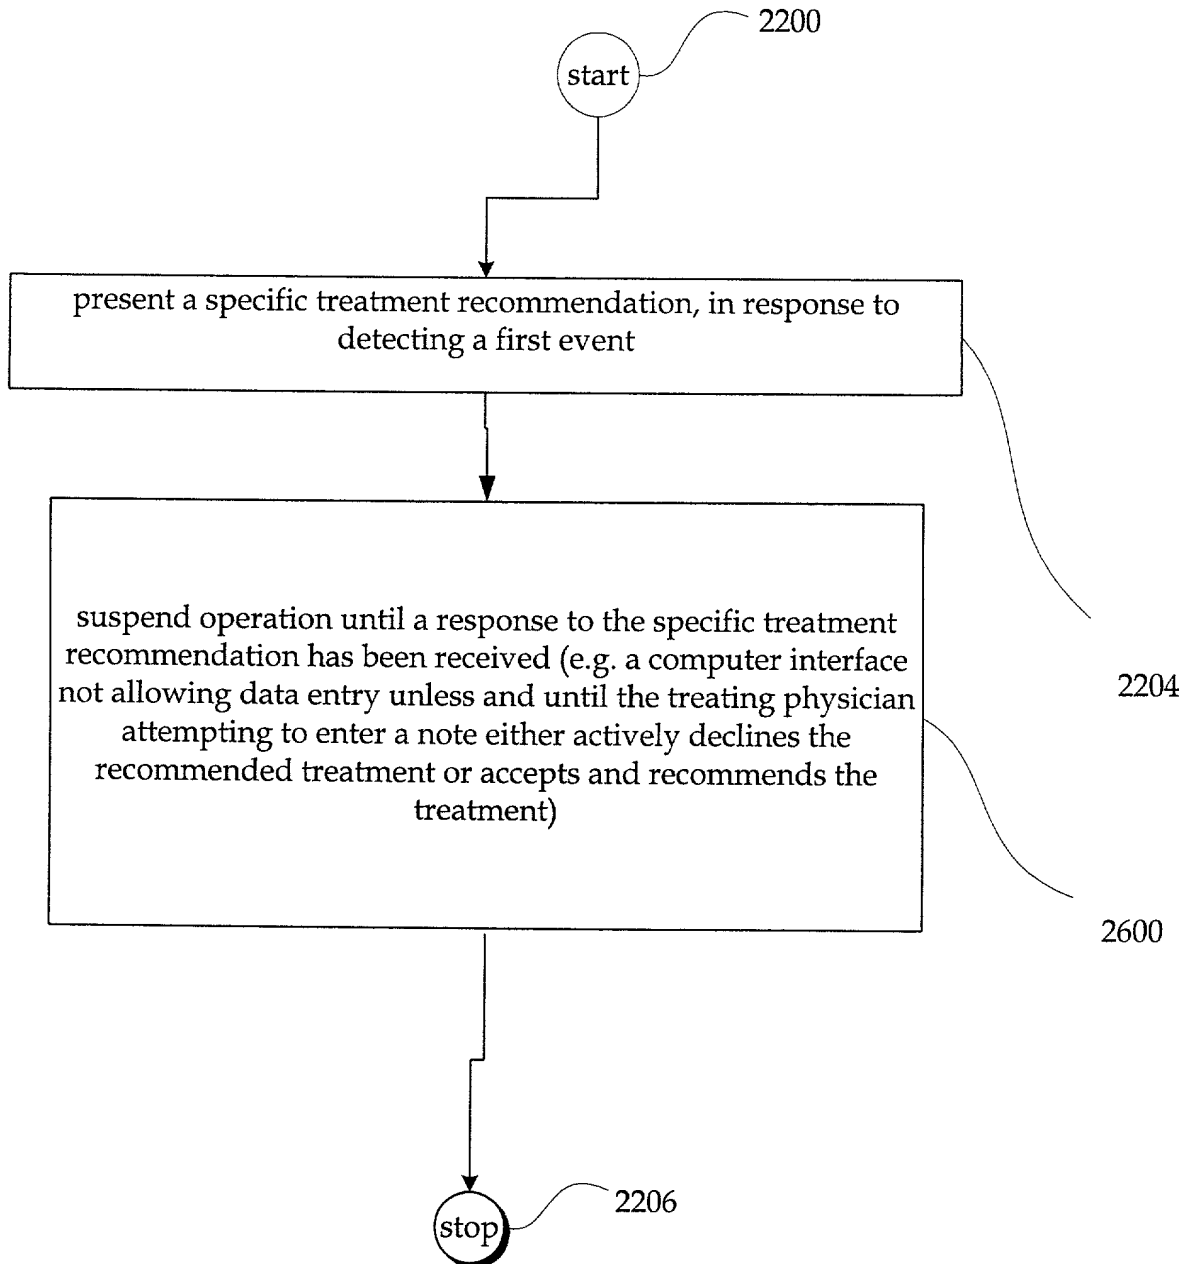 2200
start
present a specific treatment recommendation, in response to
detecting a first event
2204
suspend operation until a response to the specific treatment
recommendation has been received (e.g. a computer interface
not allowing data entry unless and until the treating physician
attempting to enter a note either actively declines the
recommended treatment or accepts and recommends the
treatment)
2600
stop
2206